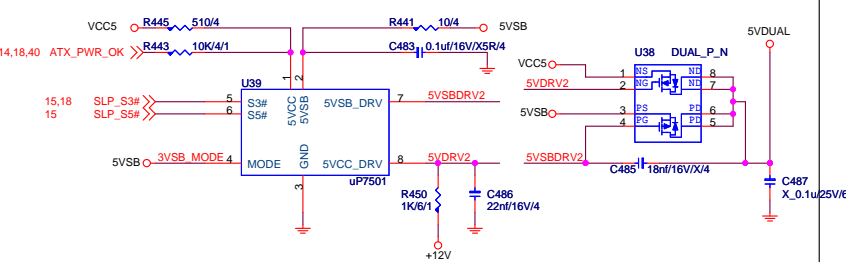 VCC5 R445 510/4 R441 10/4 5VSB 5VDUAL
14,18,40 ATX_PWR_OK R443 10K/4/1 C483 0.1uf/16V/X5R/4 U38 DUAL_P_N
1 2 VCC5
U39 1 NS ND 8
5VCC 5VSB 5VDRV2 2 NG ND 7
15,18 SLP_S3# 5 S3# 5VSB_DRV 7 5VSBDRV2
15 SLP_S5# 6 S5# 5VSB 3 PS PD 6
4 PG PD 5
5VSB 3VSB_MODE 4 MODE GND 5VCC_DRV 8 5VDRV2 5VSBDRV2
C485 18nf/16V/X/4
uP7501
3 R450 C486 C487
1K/6/1 22nf/16V/4 X_0.1u/25V/6
+12V